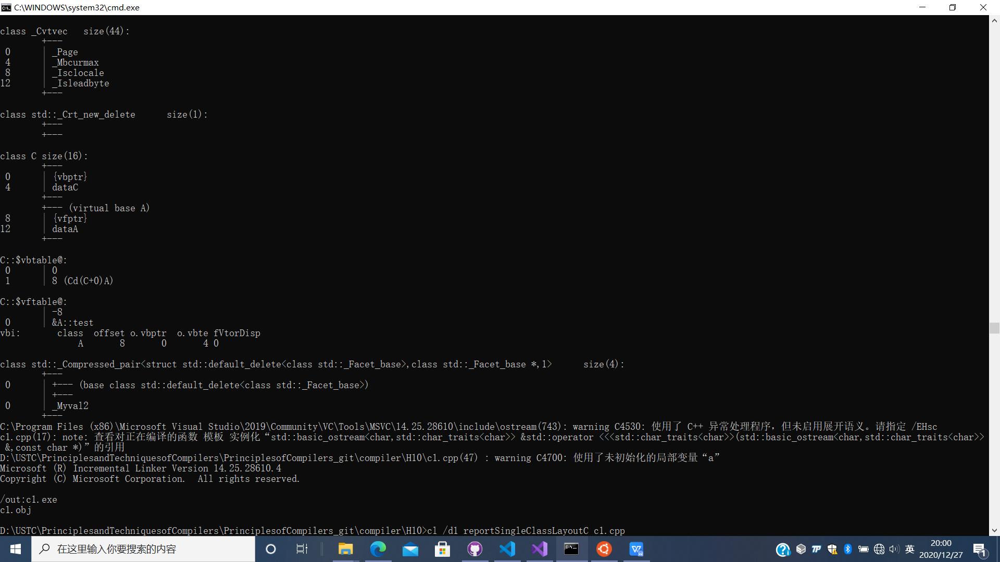 C:\WINDOWS\system32\cmd.exe
class _Cvtvec   size(44):
        +---
 0      | _Page
 4      | _Mbcurmax
 8      | _Isclocale
12      | _Isleadbyte
        +---
class std::_Crt_new_delete      size(1):
        +---
        +---
class C size(16):
        +---
 0      | {vbptr}
 4      | dataC
        +---
        +--- (virtual base A)
 8      | {vfptr}
12      | dataA
        +---
C::$vbtable@:
 0      | 0
 1      | 8 (Cd(C+0)A)
C::$vftable@:
        | -8
 0      | &A::test
vbi:       class  offset o.vbptr  o.vbte fVtorDisp
               A       8       0       4 0
class std::_Compressed_pair<struct std::default_delete<class std::_Facet_base>,class std::_Facet_base *,1>      size(4):
        +---
 0      | +--- (base class std::default_delete<class std::_Facet_base>)
        | +---
 0      | _Myval2
        +---
C:\Program Files (x86)\Microsoft Visual Studio\2019\Community\VC\Tools\MSVC\14.25.28610\include\ostream(743): warning C4530: 使用了 C++ 异常处理程序，但未启用展开语义。请指定 /EHsc
cl.cpp(17): note: 查看对正在编译的函数 模板 实例化“std::basic_ostream<char,std::char_traits<char>> &std::operator <<<std::char_traits<char>>(std::basic_ostream<char,std::char_traits<char>>
 &,const char *)”的引用
D:\USTC\PrinciplesandTechniquesofCompilers\PrinciplesofCompilers_git\compiler\H10\cl.cpp(47) : warning C4700: 使用了未初始化的局部变量“a”
Microsoft (R) Incremental Linker Version 14.25.28610.4
Copyright (C) Microsoft Corporation.  All rights reserved.
/out:cl.exe
cl.obj
D:\USTC\PrinciplesandTechniquesofCompilers\PrinciplesofCompilers_git\compiler\H10>cl /d1 reportSingleClassLayoutC cl.cpp
在这里输入你要搜索的内容
英
20:00
2020/12/27
1